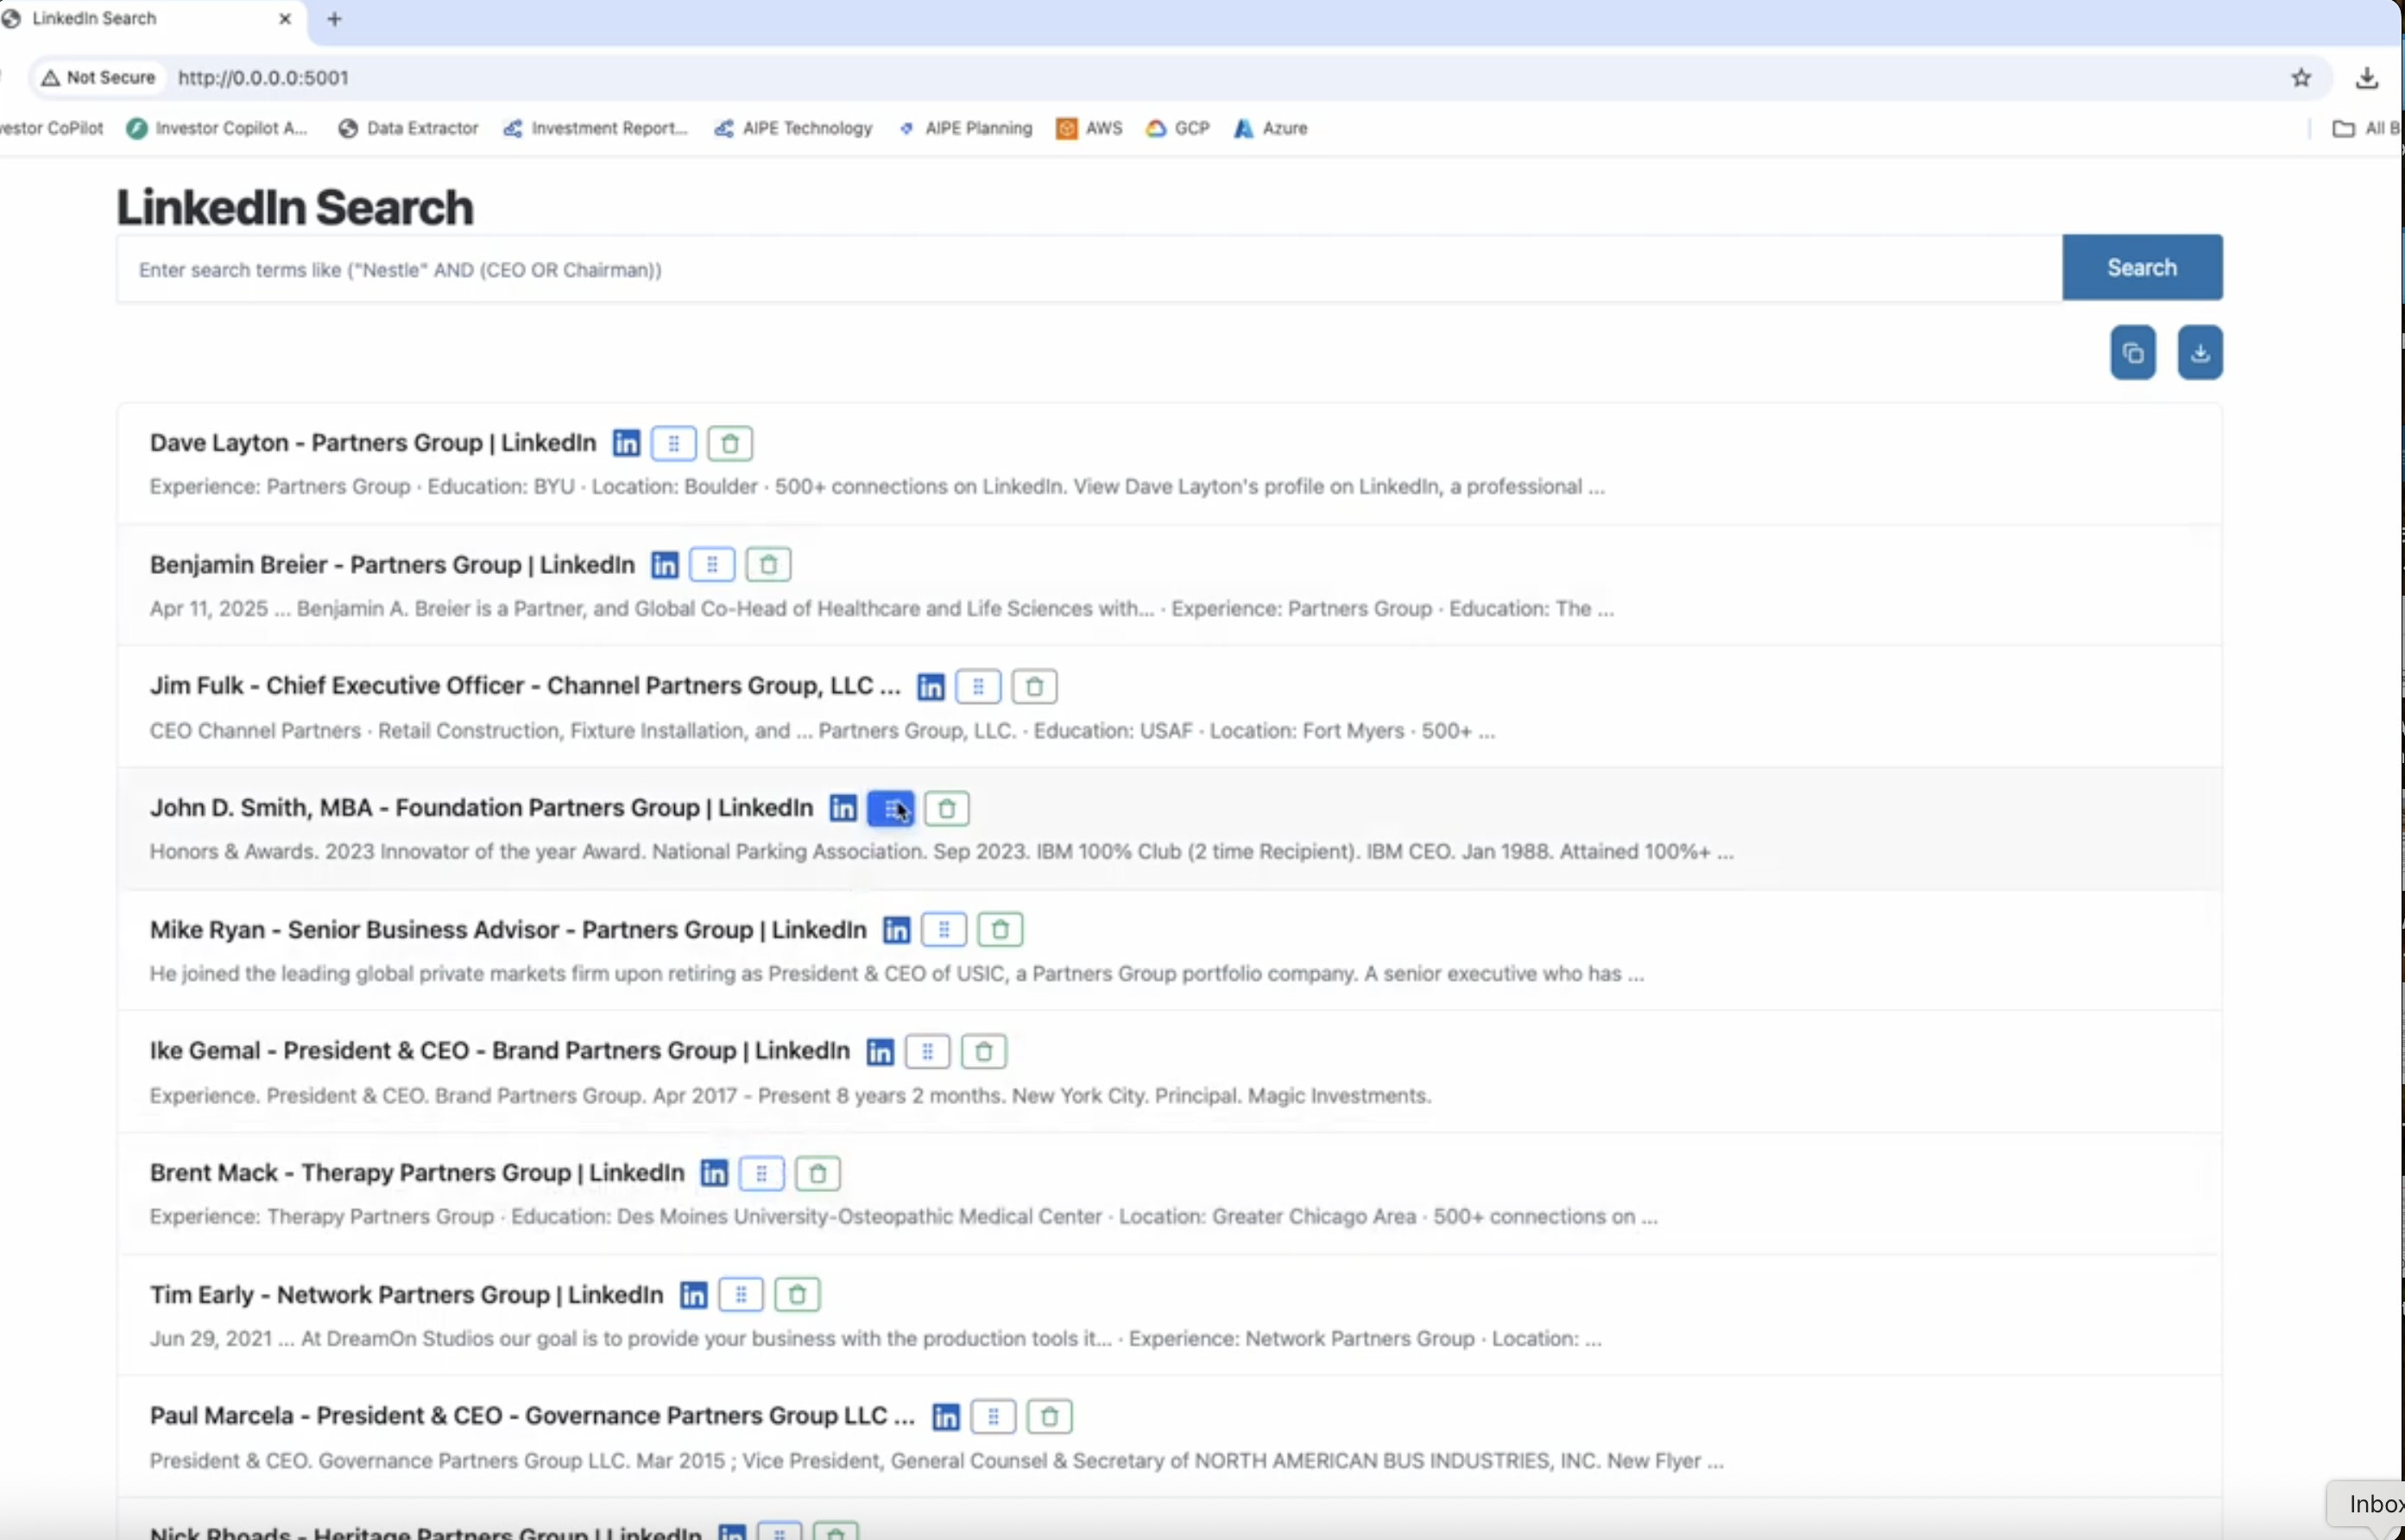 LinkedIn Search
Not Secure http://0.0.0.0:5001
vestor CoPilot Investor Copilot A... Data Extractor Investment Report... AIPE Technology AIPE Planning AWS GCP Azure All B
LinkedIn Search
Enter search terms like ("Nestle" AND (CEO OR Chairman)) Search
Dave Layton - Partners Group | LinkedIn in
Experience: Partners Group · Education: BYU · Location: Boulder · 500+ connections on LinkedIn. View Dave Layton's profile on LinkedIn, a professional ...
Benjamin Breier - Partners Group | LinkedIn in
Apr 11, 2025 ... Benjamin A. Breier is a Partner, and Global Co-Head of Healthcare and Life Sciences with... · Experience: Partners Group · Education: The ...
Jim Fulk - Chief Executive Officer - Channel Partners Group, LLC ... in
CEO Channel Partners · Retail Construction, Fixture Installation, and ... Partners Group, LLC. · Education: USAF · Location: Fort Myers · 500+ ...
John D. Smith, MBA - Foundation Partners Group | LinkedIn in
Honors & Awards. 2023 Innovator of the year Award. National Parking Association. Sep 2023. IBM 100% Club (2 time Recipient). IBM CEO. Jan 1988. Attained 100%+ ...
Mike Ryan - Senior Business Advisor - Partners Group | LinkedIn in
He joined the leading global private markets firm upon retiring as President & CEO of USIC, a Partners Group portfolio company. A senior executive who has ...
Ike Gemal - President & CEO - Brand Partners Group | LinkedIn in
Experience. President & CEO. Brand Partners Group. Apr 2017 - Present 8 years 2 months. New York City. Principal. Magic Investments.
Brent Mack - Therapy Partners Group | LinkedIn in
Experience: Therapy Partners Group · Education: Des Moines University-Osteopathic Medical Center · Location: Greater Chicago Area · 500+ connections on ...
Tim Early - Network Partners Group | LinkedIn in
Jun 29, 2021 ... At DreamOn Studios our goal is to provide your business with the production tools it... · Experience: Network Partners Group · Location: ...
Paul Marcela - President & CEO - Governance Partners Group LLC ... in
President & CEO. Governance Partners Group LLC. Mar 2015 ; Vice President, General Counsel & Secretary of NORTH AMERICAN BUS INDUSTRIES, INC. New Flyer ...
Nick Rhoads - Heritage Partners Group | LinkedIn in
Inbox